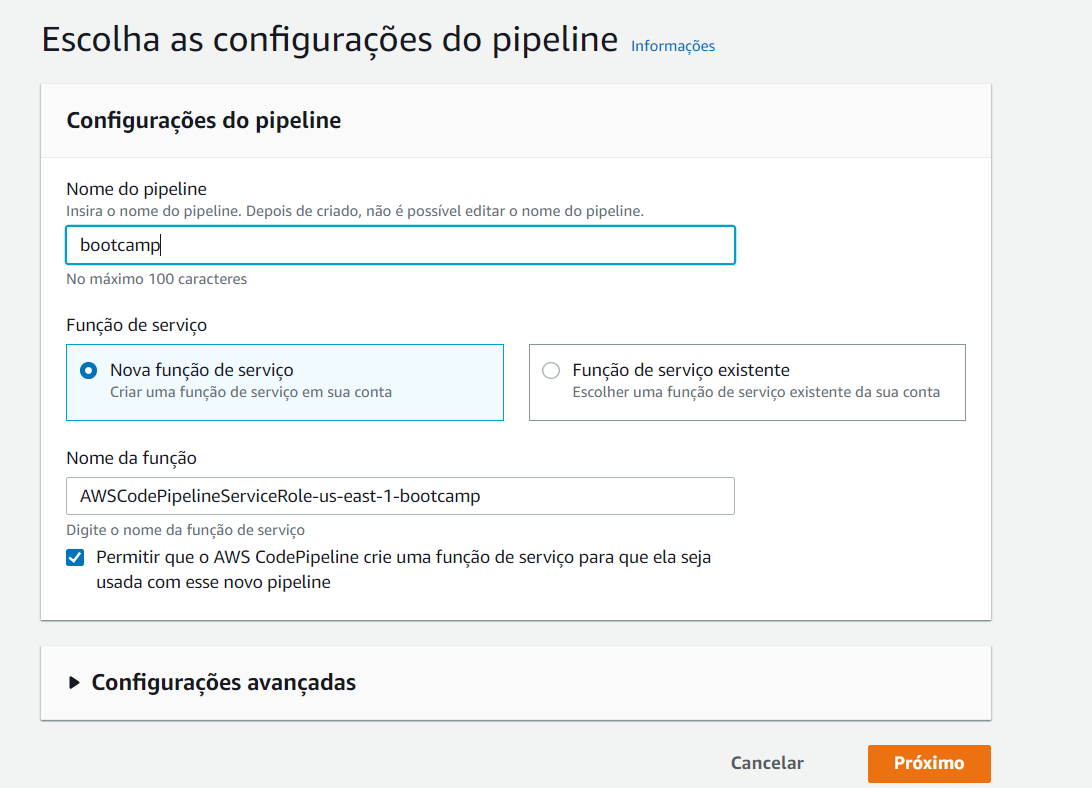 Escolha as configurações do pipeline Informações
Configurações do pipeline
Nome do pipeline
Insira o nome do pipeline. Depois de criado, não é possível editar o nome do pipeline.
bootcamp
No máximo 100 caracteres
Função de serviço
Nova função de serviço
Criar uma função de serviço em sua conta
Função de serviço existente
Escolher uma função de serviço existente da sua conta
Nome da função
AWSCodePipelineServiceRole-us-east-1-bootcamp
Digite o nome da função de serviço
Permitir que o AWS CodePipeline crie uma função de serviço para que ela seja
usada com esse novo pipeline
Configurações avançadas
Cancelar
Próximo